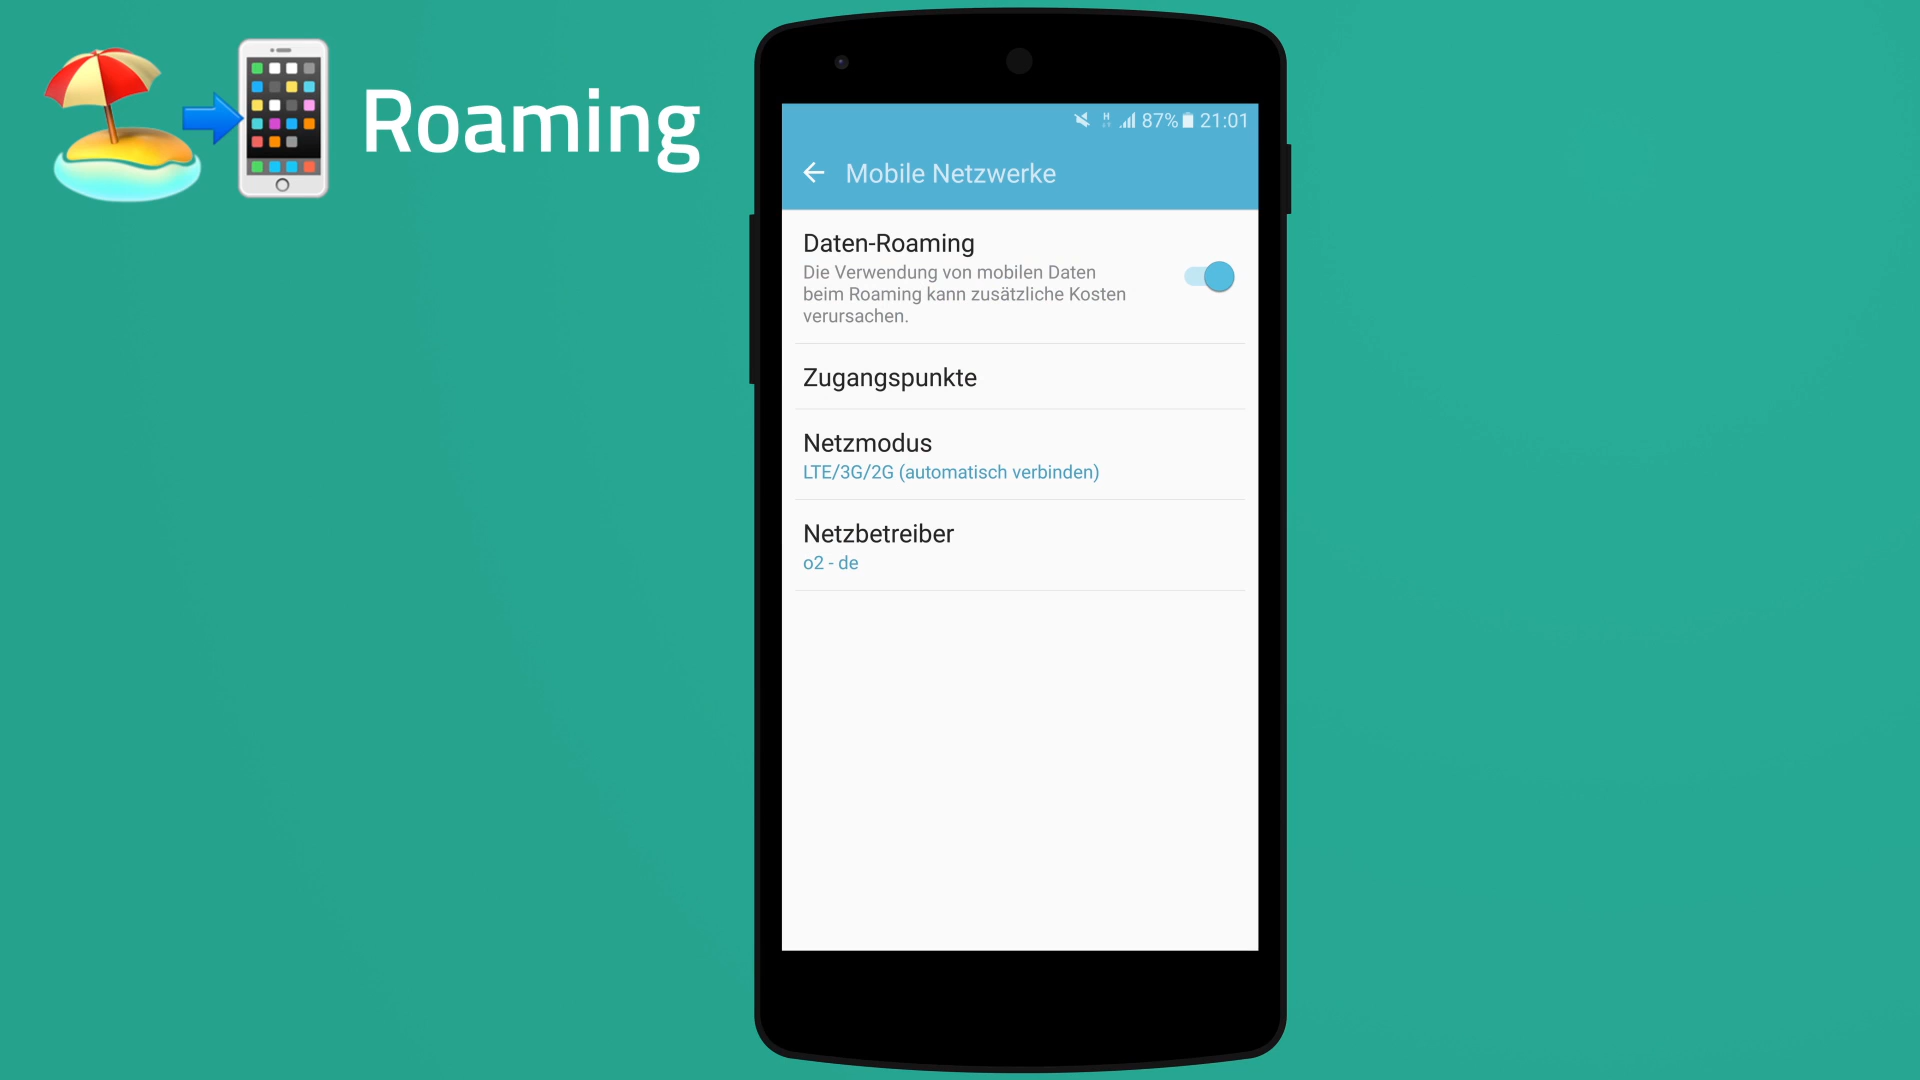 Roaming
H 87% 21:01
Mobile Netzwerke
Daten-Roaming
Die Verwendung von mobilen Daten
beim Roaming kann zusätzliche Kosten
verursachen.
Zugangspunkte
Netzmodus
LTE/3G/2G (automatisch verbinden)
Netzbetreiber
o2 - de